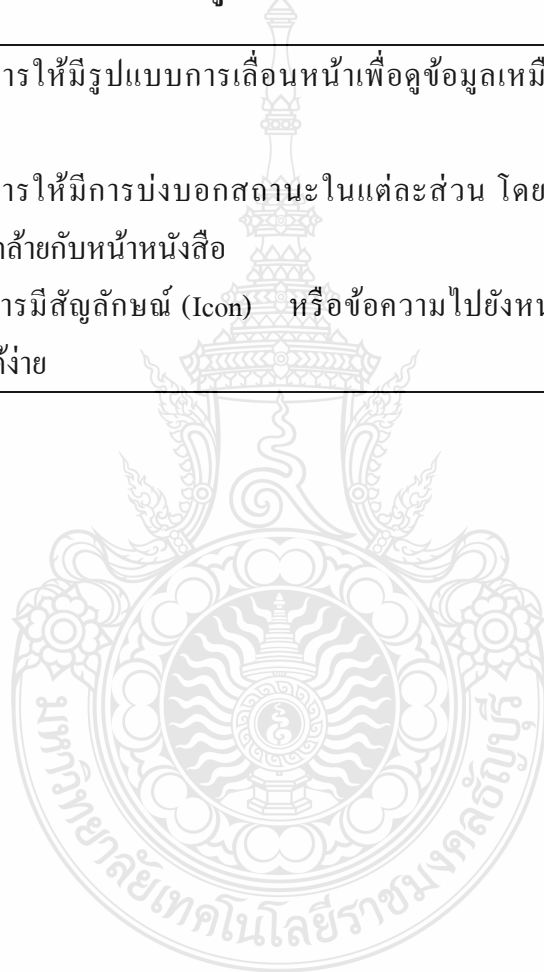 ารให้มีรูปแบบการเลื่อนหน้าเพื่อดูข้อมูลเหมื
ารให้มีการบ่งบอกสถานะในแต่ละส่วน โดย
าล้ายกับหน้าหนังสือ
ารมีสัญลักษณ์ (Icon) หรือข้อความไปยังหน
ด้ง่าย
มหาวิทยาลัยเทคโนโลยีราชมงคลธัญบุรี